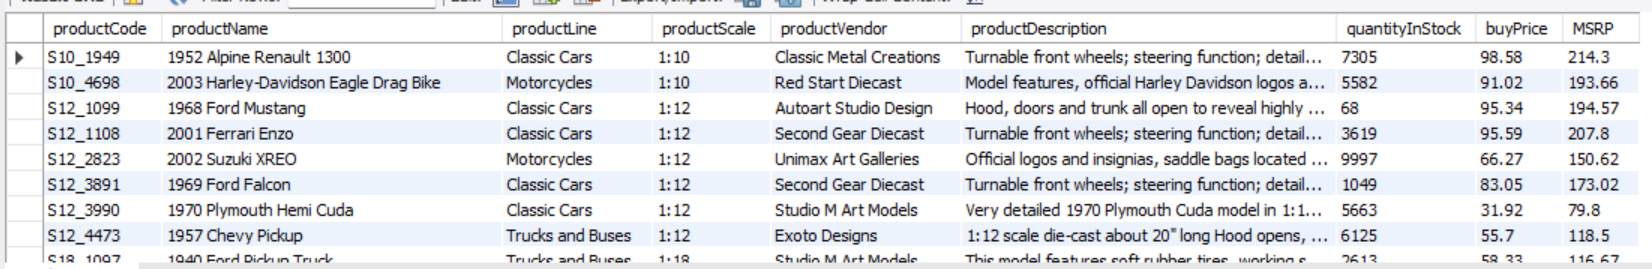 productCode productName productLine productScale productVendor productDescription quantityInStock buyPrice MSRP
S10_1949 1952 Alpine Renault 1300 Classic Cars 1:10 Classic Metal Creations Turnable front wheels; steering function; detail... 7305 98.58 214.3
S10_4698 2003 Harley-Davidson Eagle Drag Bike Motorcycles 1:10 Red Start Diecast Model features, official Harley Davidson logos a... 5582 91.02 193.66
S12_1099 1968 Ford Mustang Classic Cars 1:12 Autoart Studio Design Hood, doors and trunk all open to reveal highly ... 68 95.34 194.57
S12_1108 2001 Ferrari Enzo Classic Cars 1:12 Second Gear Diecast Turnable front wheels; steering function; detail... 3619 95.59 207.8
S12_2823 2002 Suzuki XREO Motorcycles 1:12 Unimax Art Galleries Official logos and insignias, saddle bags located ... 9997 66.27 150.62
S12_3891 1969 Ford Falcon Classic Cars 1:12 Second Gear Diecast Turnable front wheels; steering function; detail... 1049 83.05 173.02
S12_3990 1970 Plymouth Hemi Cuda Classic Cars 1:12 Studio M Art Models Very detailed 1970 Plymouth Cuda model in 1:1... 5663 31.92 79.8
S12_4473 1957 Chevy Pickup Trucks and Buses 1:12 Exoto Designs 1:12 scale die-cast about 20" long Hood opens, ... 6125 55.7 118.5
S18_1097 1940 Ford Pickup Truck Trucks and Buses 1:18 Studio M Art Models This model features soft rubber tires, working s... 2613 58.33 116.67